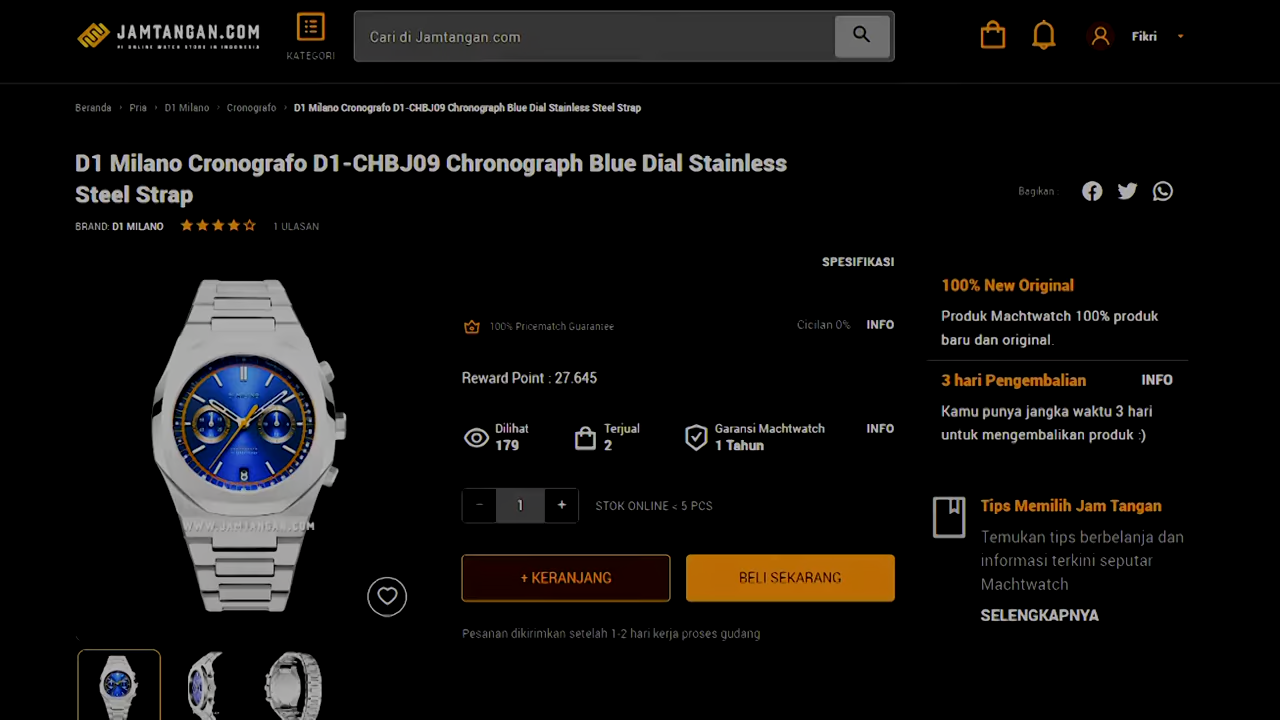 JAMTANGAN.COM
#1 ONLINE WATCH STORE IN INDONESIA
KATEGORI
Cari di Jamtangan.com
Fikri
Beranda › Pria › D1 Milano › Cronografo › D1 Milano Cronografo D1-CHBJ09 Chronograph Blue Dial Stainless Steel Strap
D1 Milano Cronografo D1-CHBJ09 Chronograph Blue Dial Stainless
Steel Strap
BRAND: D1 MILANO
1 ULASAN
Bagikan :
SPESIFIKASI
100% Pricematch Guarantee
Cicilan 0% INFO
Reward Point : 27.645
Dilihat
179
Terjual
2
Garansi Machtwatch
1 Tahun
INFO
− 1 +
STOK ONLINE < 5 PCS
+ KERANJANG
BELI SEKARANG
Pesanan dikirimkan setelah 1-2 hari kerja proses gudang
WWW.JAMTANGAN.COM
8
100% New Original
Produk Machtwatch 100% produk
baru dan original.
3 hari Pengembalian INFO
Kamu punya jangka waktu 3 hari
untuk mengembalikan produk :)
Tips Memilih Jam Tangan
Temukan tips berbelanja dan
informasi terkini seputar
Machtwatch
SELENGKAPNYA